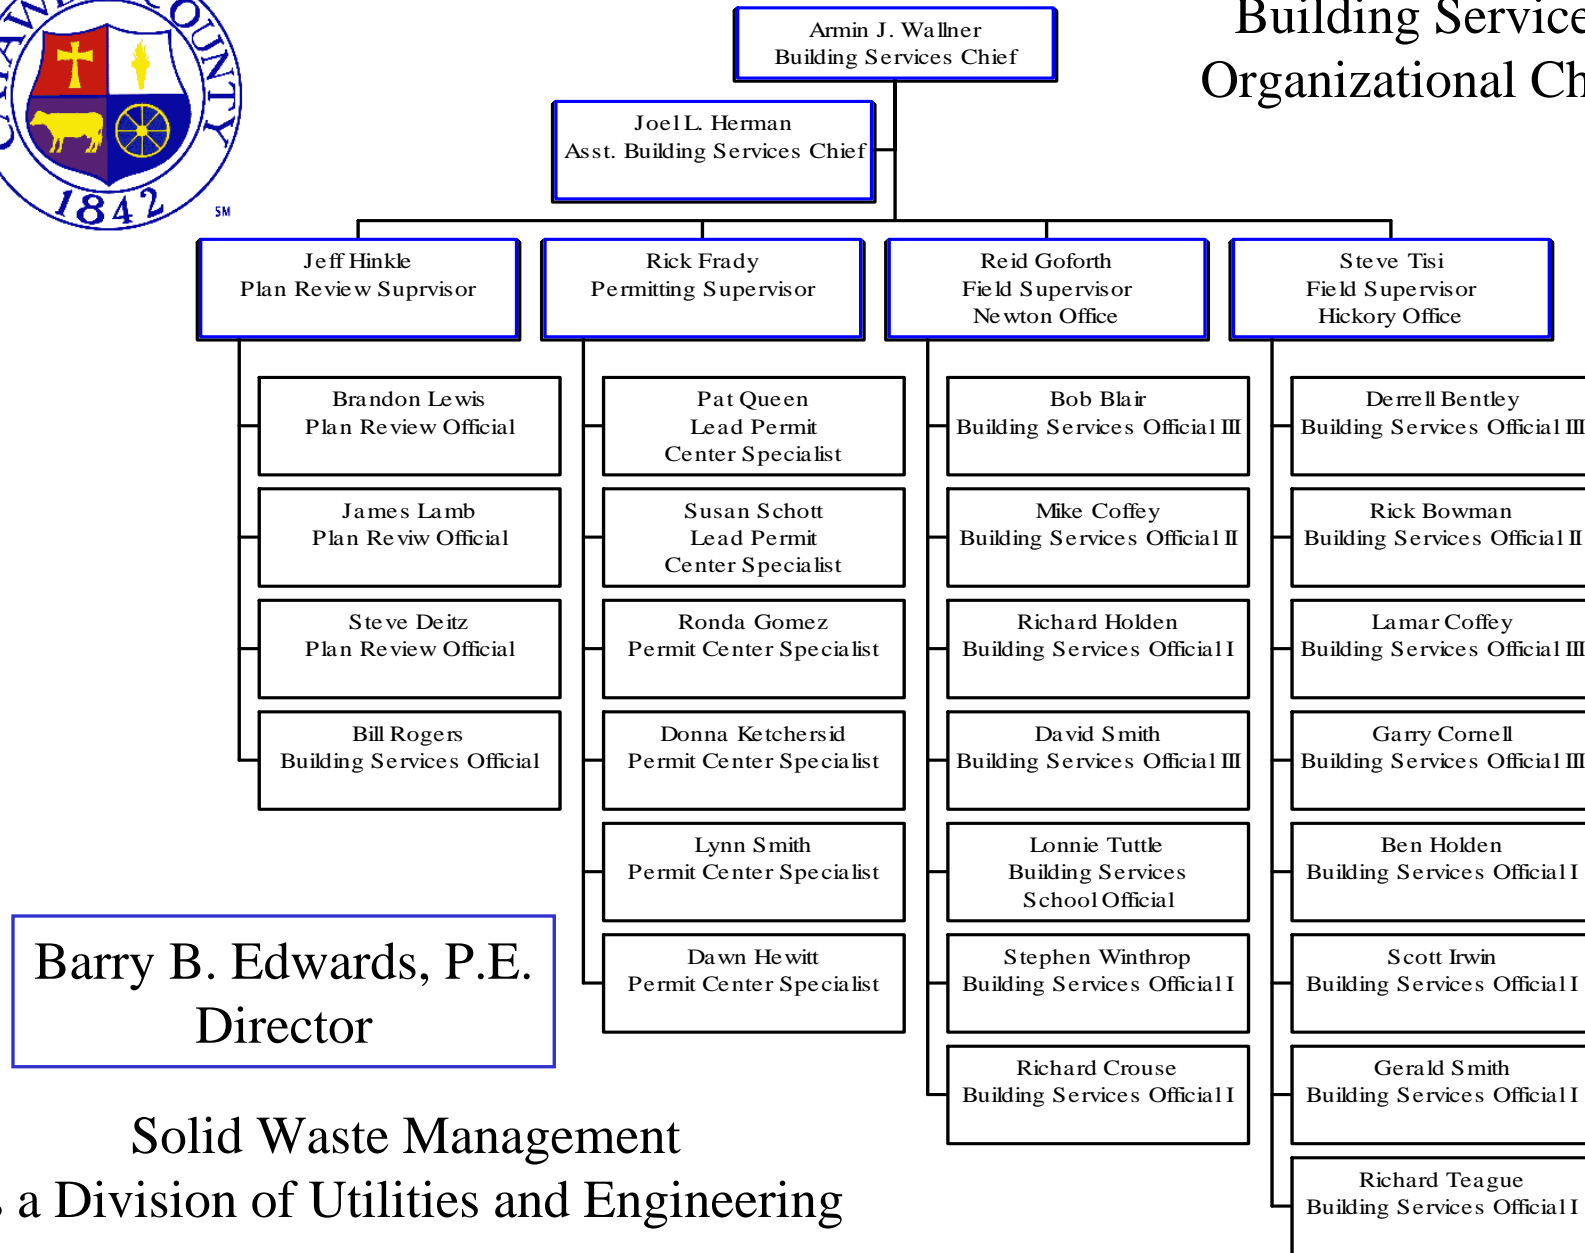 COUNTY
1842
SM
Building Service
Organizational Ch
Armin J. Wallner
Building Services Chief
Joel L. Herman
Asst. Building Services Chief
Jeff Hinkle
Plan Review Suprvisor
Rick Frady
Permitting Supervisor
Reid Goforth
Field Supervisor
Newton Office
Steve Tisi
Field Supervisor
Hickory Office
Brandon Lewis
Plan Review Official
James Lamb
Plan Reviw Official
Steve Deitz
Plan Review Official
Bill Rogers
Building Services Official
Pat Queen
Lead Permit
Center Specialist
Susan Schott
Lead Permit
Center Specialist
Ronda Gomez
Permit Center Specialist
Donna Ketchersid
Permit Center Specialist
Lynn Smith
Permit Center Specialist
Dawn Hewitt
Permit Center Specialist
Bob Blair
Building Services Official III
Mike Coffey
Building Services Official II
Richard Holden
Building Services Official I
David Smith
Building Services Official III
Lonnie Tuttle
Building Services
School Official
Stephen Winthrop
Building Services Official I
Richard Crouse
Building Services Official I
Derrell Bentley
Building Services Official III
Rick Bowman
Building Services Official II
Lamar Coffey
Building Services Official III
Garry Cornell
Building Services Official III
Ben Holden
Building Services Official I
Scott Irwin
Building Services Official I
Gerald Smith
Building Services Official I
Richard Teague
Building Services Official I
Barry B. Edwards, P.E.
Director
Solid Waste Management
s a Division of Utilities and Engineering